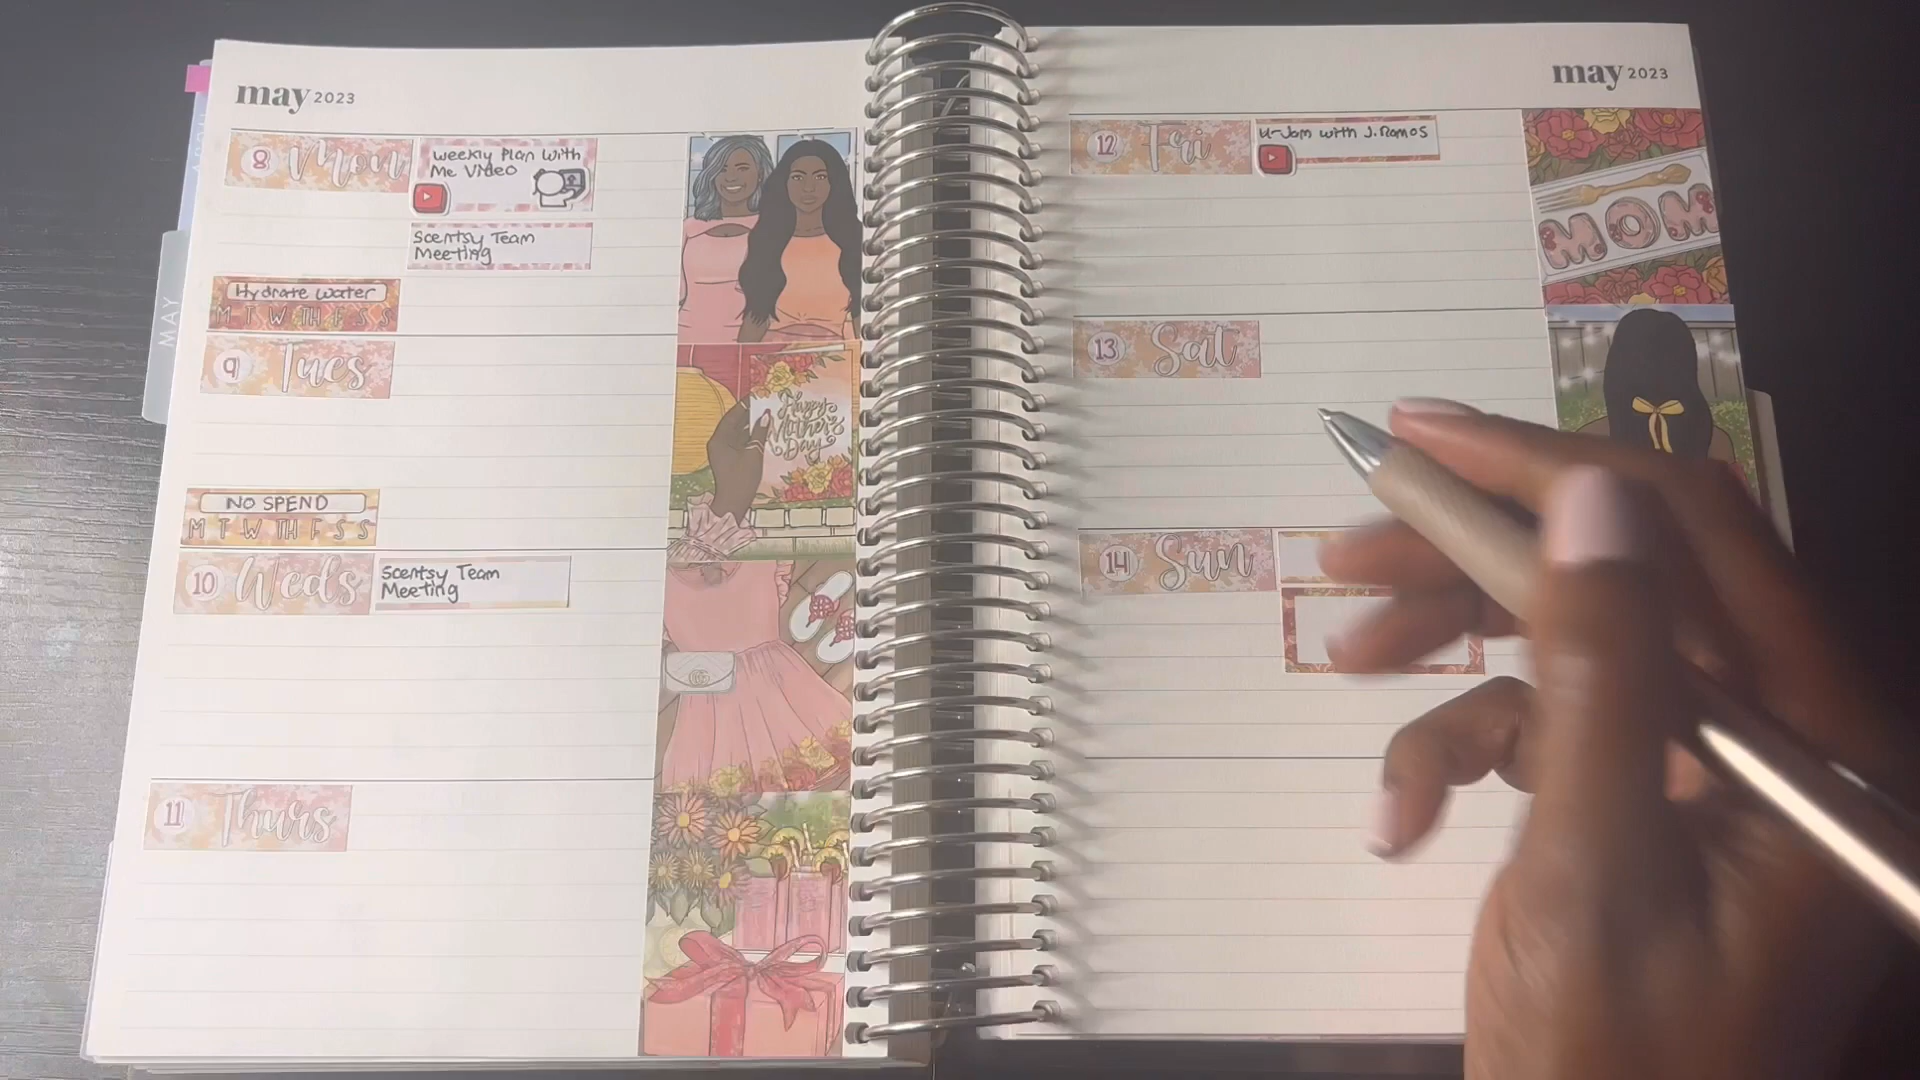 may 2023
8 Mon
Weekly Plan With
Me Video
Scentsy Team
Meeting
Hydrate Water
M T W TH F S S
9 Tues
NO SPEND
M T W TH F S S
10 Weds
Scentsy Team
Meeting
11 Thurs
Happy
Mother's
Day
MAY
may 2023
12 Fri
U-Jam with J. Ramos
MOM
13 Sat
14 Sun